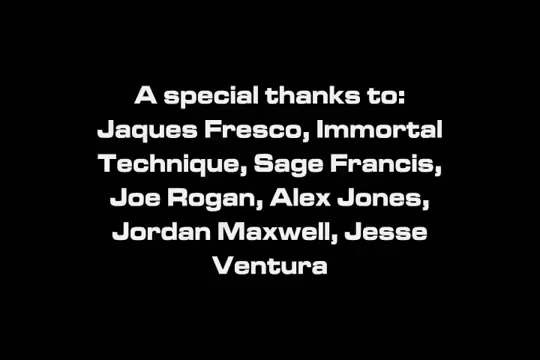 A special thanks to:
Jaques Fresco, Immortal
Technique, Sage Francis,
Joe Rogan, Alex Jones,
Jordan Maxwell, Jesse
Ventura